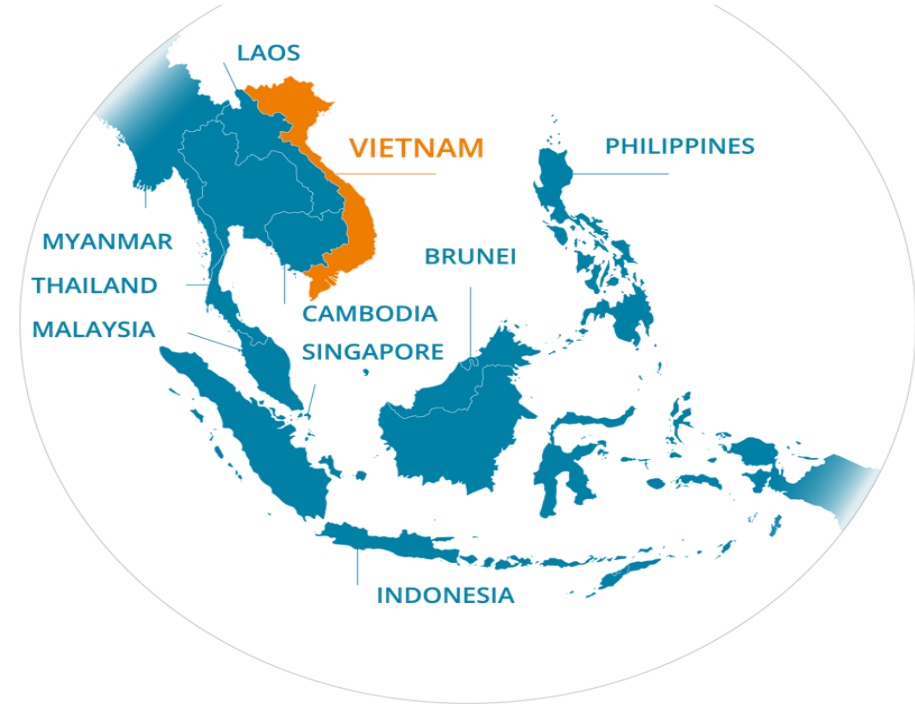 LAOS
VIETNAM
PHILIPPINES
MYANMAR
BRUNEI
THAILAND
CAMBODIA
MALAYSIA
SINGAPORE
INDONESIA